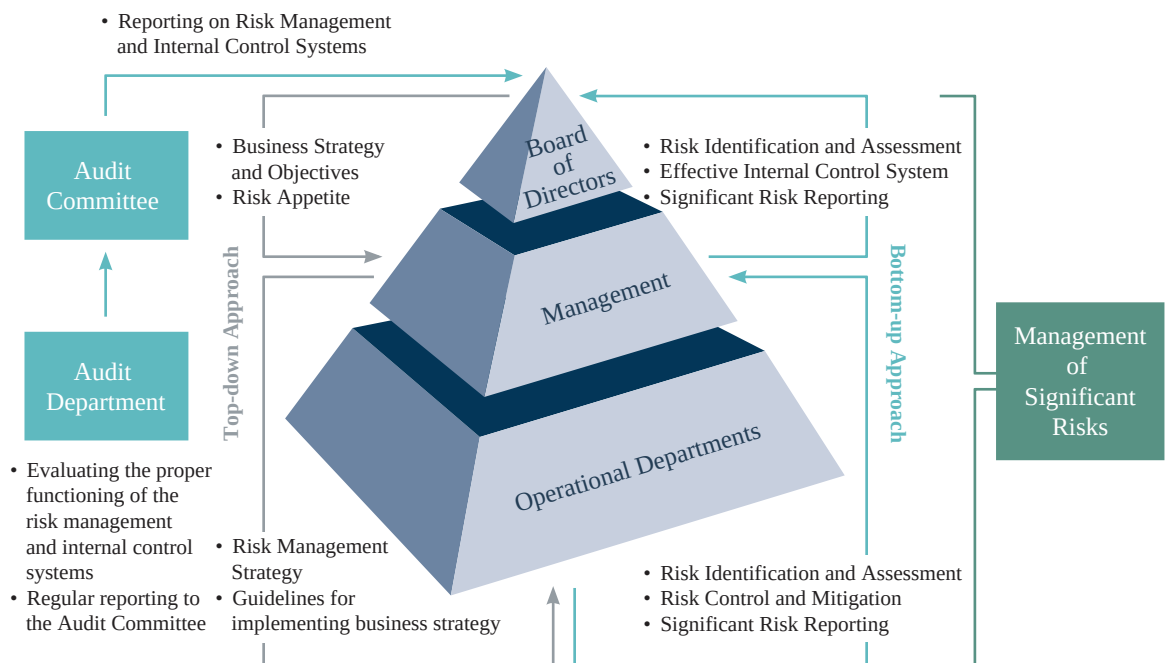 • Reporting on Risk Management
and Internal Control Systems
Audit
Committee
• Business Strategy
and Objectives
• Risk Appetite
Board
of
Directors
• Risk Identification and Assessment
• Effective Internal Control System
• Significant Risk Reporting
Top-down Approach
Management
Bottom-up Approach
Management
of
Significant
Risks
Audit
Department
Operational Departments
• Evaluating the proper
functioning of the
risk management
and internal control
systems
• Regular reporting to
the Audit Committee
• Risk Management
Strategy
• Guidelines for
implementing business strategy
• Risk Identification and Assessment
• Risk Control and Mitigation
• Significant Risk Reporting